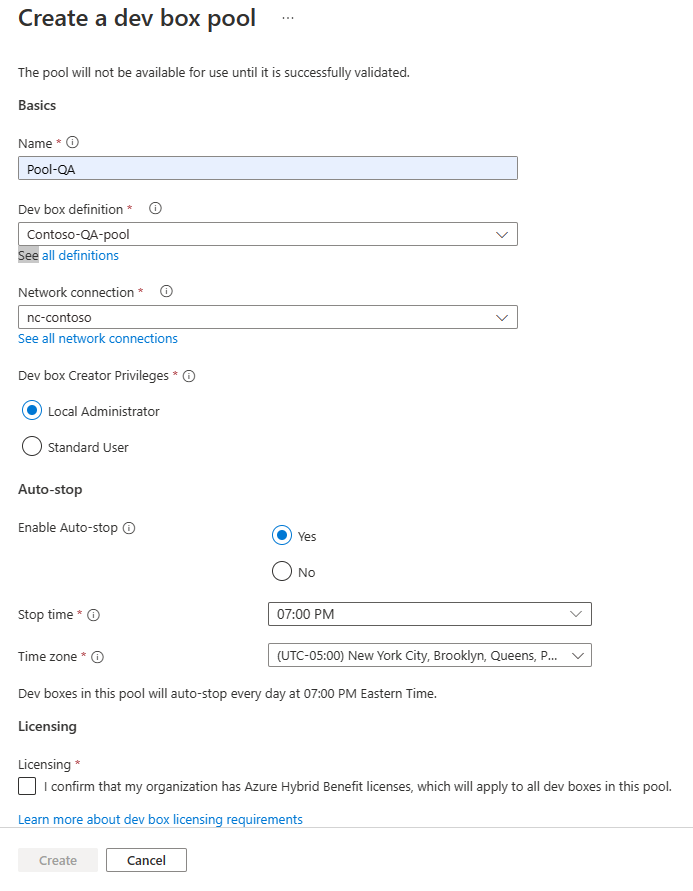 Create a dev box pool ...
The pool will not be available for use until it is successfully validated.
Basics
Name *
Pool-QA
Dev box definition *
Contoso-QA-pool
See all definitions
Network connection *
nc-contoso
See all network connections
Dev box Creator Privileges *
Local Administrator
Standard User
Auto-stop
Enable Auto-stop
Yes
No
Stop time *
07:00 PM
Time zone *
(UTC-05:00) New York City, Brooklyn, Queens, P...
Dev boxes in this pool will auto-stop every day at 07:00 PM Eastern Time.
Licensing
Licensing *
I confirm that my organization has Azure Hybrid Benefit licenses, which will apply to all dev boxes in this pool.
Learn more about dev box licensing requirements
Create
Cancel